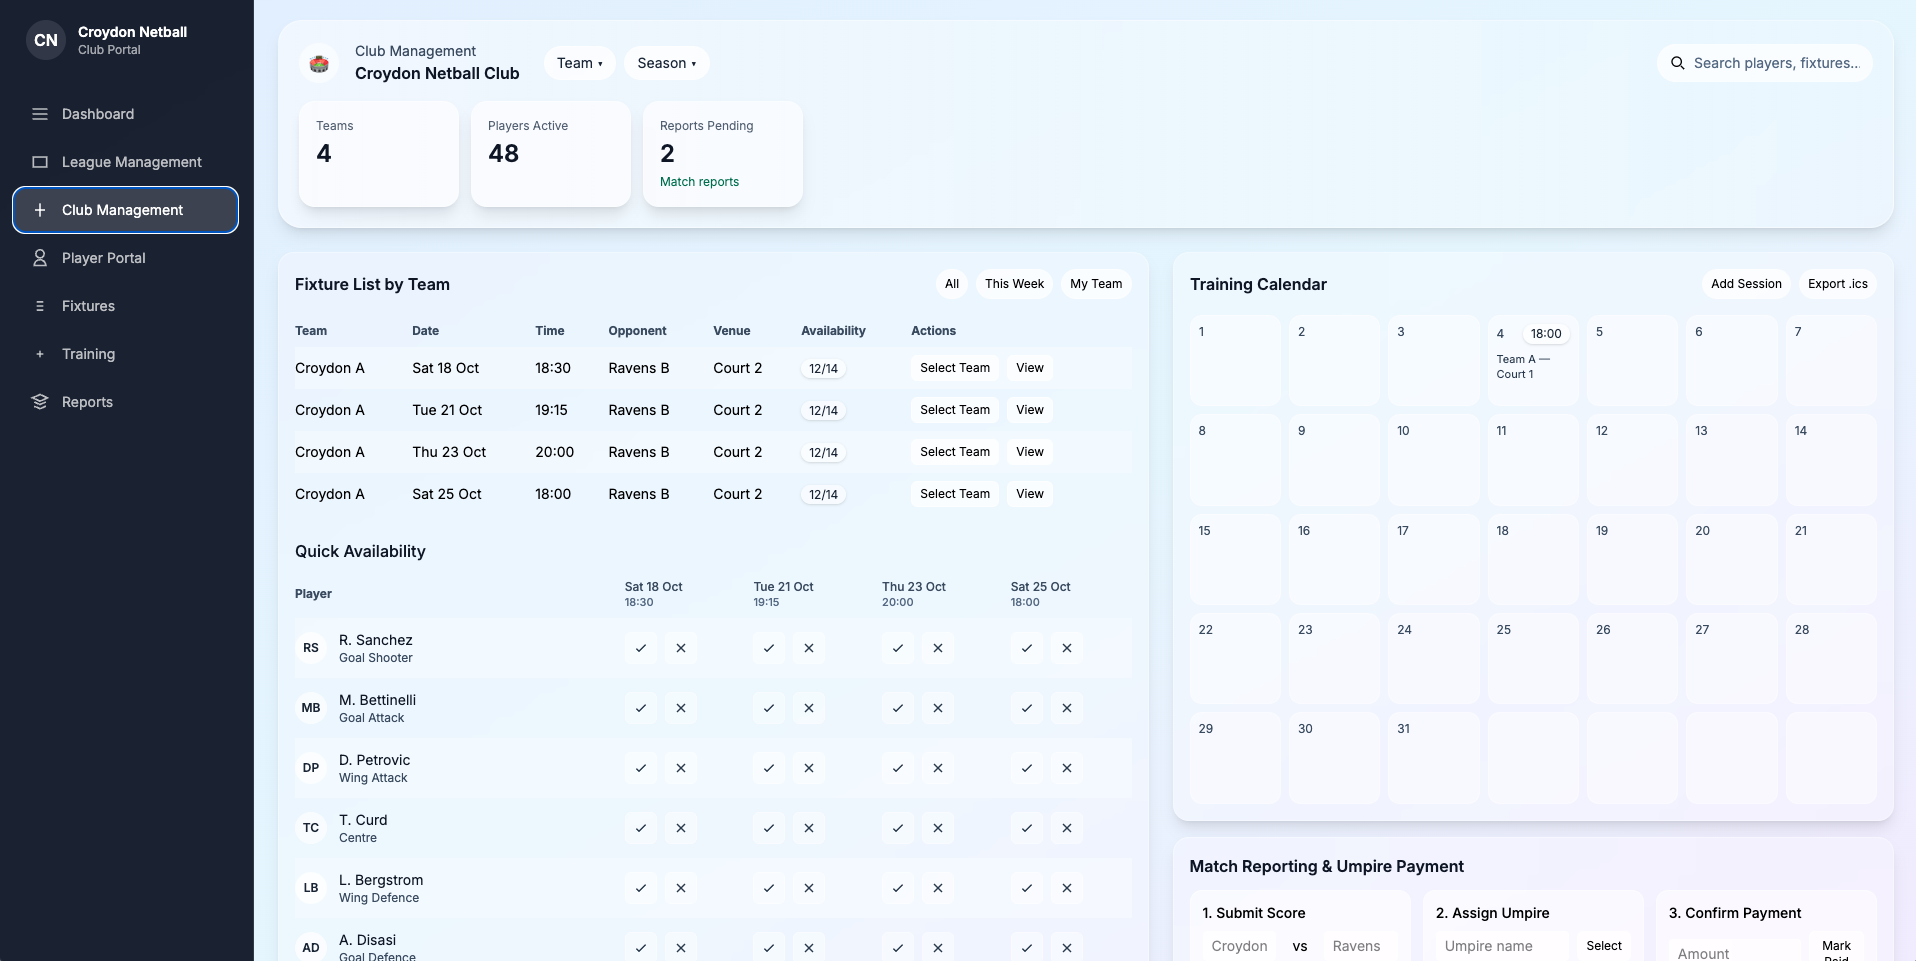 CN
Croydon Netball
Club Portal
Dashboard
League Management
Club Management
Player Portal
Fixtures
Training
Reports
Club Management
Croydon Netball Club
Team ▾
Season ▾
Search players, fixtures...
Teams
4
Players Active
48
Reports Pending
2
Match reports
Fixture List by Team
All This Week My Team
Team Date Time Opponent Venue Availability Actions
Croydon A Sat 18 Oct 18:30 Ravens B Court 2 12/14 Select Team View
Croydon A Tue 21 Oct 19:15 Ravens B Court 2 12/14 Select Team View
Croydon A Thu 23 Oct 20:00 Ravens B Court 2 12/14 Select Team View
Croydon A Sat 25 Oct 18:00 Ravens B Court 2 12/14 Select Team View
Quick Availability
Player
Sat 18 Oct Tue 21 Oct Thu 23 Oct Sat 25 Oct
18:30 19:15 20:00 18:00
RS
R. Sanchez
Goal Shooter
✓ ✕ ✓ ✕ ✓ ✕ ✓ ✕
MB
M. Bettinelli
Goal Attack
✓ ✕ ✓ ✕ ✓ ✕ ✓ ✕
DP
D. Petrovic
Wing Attack
✓ ✕ ✓ ✕ ✓ ✕ ✓ ✕
TC
T. Curd
Centre
✓ ✕ ✓ ✕ ✓ ✕ ✓ ✕
LB
L. Bergstrom
Wing Defence
✓ ✕ ✓ ✕ ✓ ✕ ✓ ✕
AD
A. Disasi
Goal Defence
✓ ✕ ✓ ✕ ✓ ✕ ✓ ✕
Training Calendar
Add Session Export .ics
1 2 3 4 18:00 5 6 7
Team A —
Court 1
8 9 10 11 12 13 14
15 16 17 18 19 20 21
22 23 24 25 26 27 28
29 30 31
Match Reporting & Umpire Payment
1. Submit Score
Croydon vs Ravens
2. Assign Umpire
Umpire name Select
3. Confirm Payment
Amount
Mark
Paid